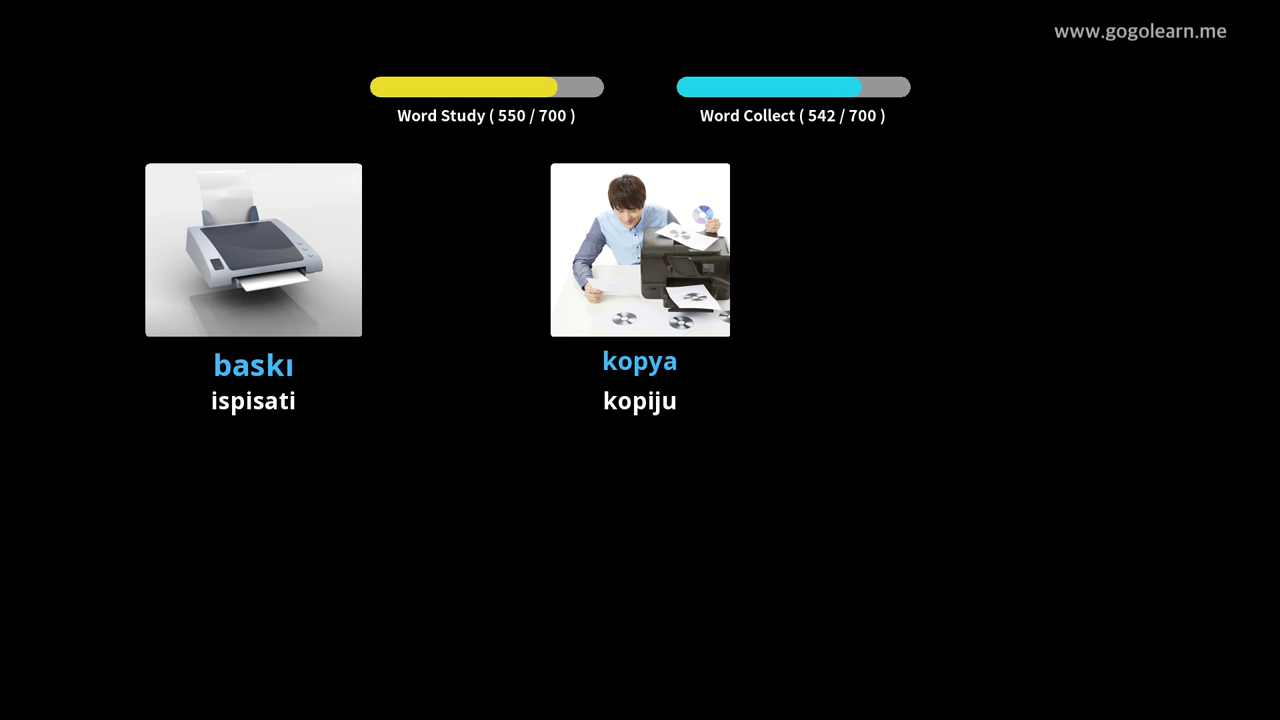 www.gogolearn.me
Word Study ( 550 / 700 )
Word Collect ( 542 / 700 )
baskı
ispisati
kopya
kopiju